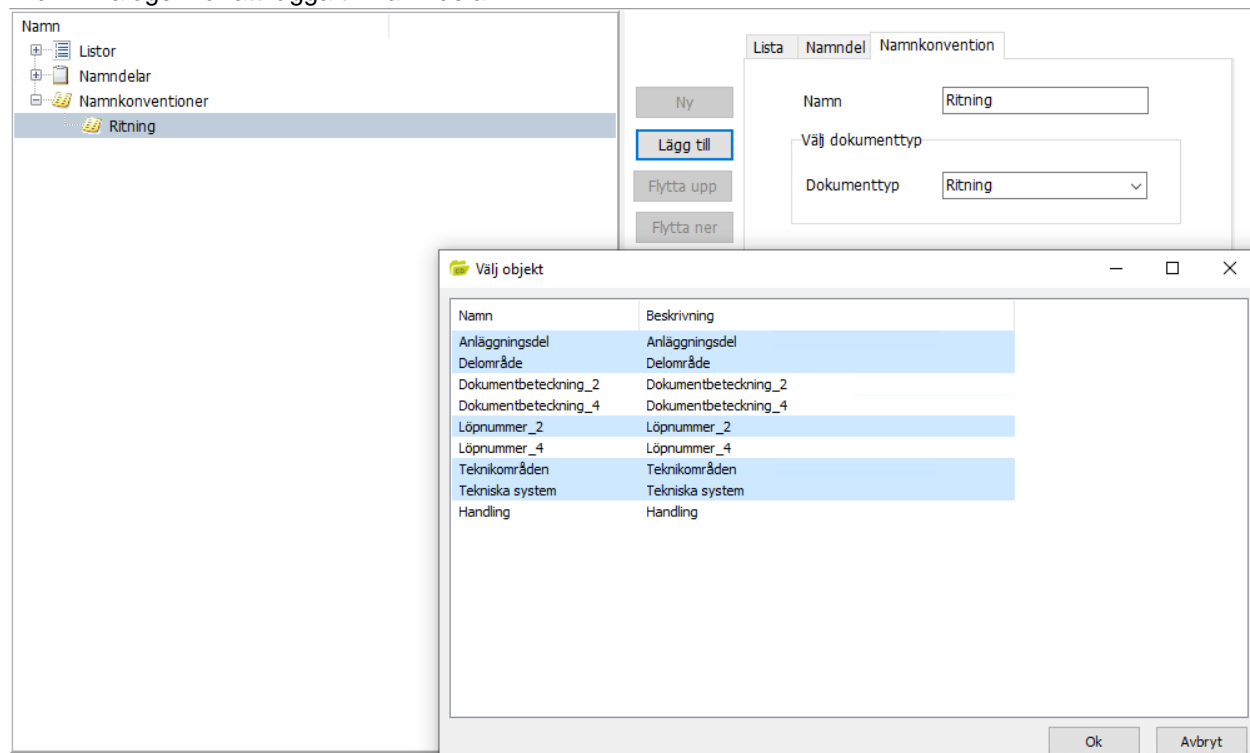 Namn
Listor
Namndelar
Namnkonventioner
Ritning
Lista Namndel Namnkonvention
Ny
Lägg till
Flytta upp
Flytta ner
Namn Ritning
Välj dokumenttyp
Dokumenttyp Ritning
Välj objekt
Namn Beskrivning
Anläggningsdel Anläggningsdel
Delområde Delområde
Dokumentbeteckning_2 Dokumentbeteckning_2
Dokumentbeteckning_4 Dokumentbeteckning_4
Löpnummer_2 Löpnummer_2
Löpnummer_4 Löpnummer_4
Teknikområden Teknikområden
Tekniska system Tekniska system
Handling Handling
Ok Avbryt